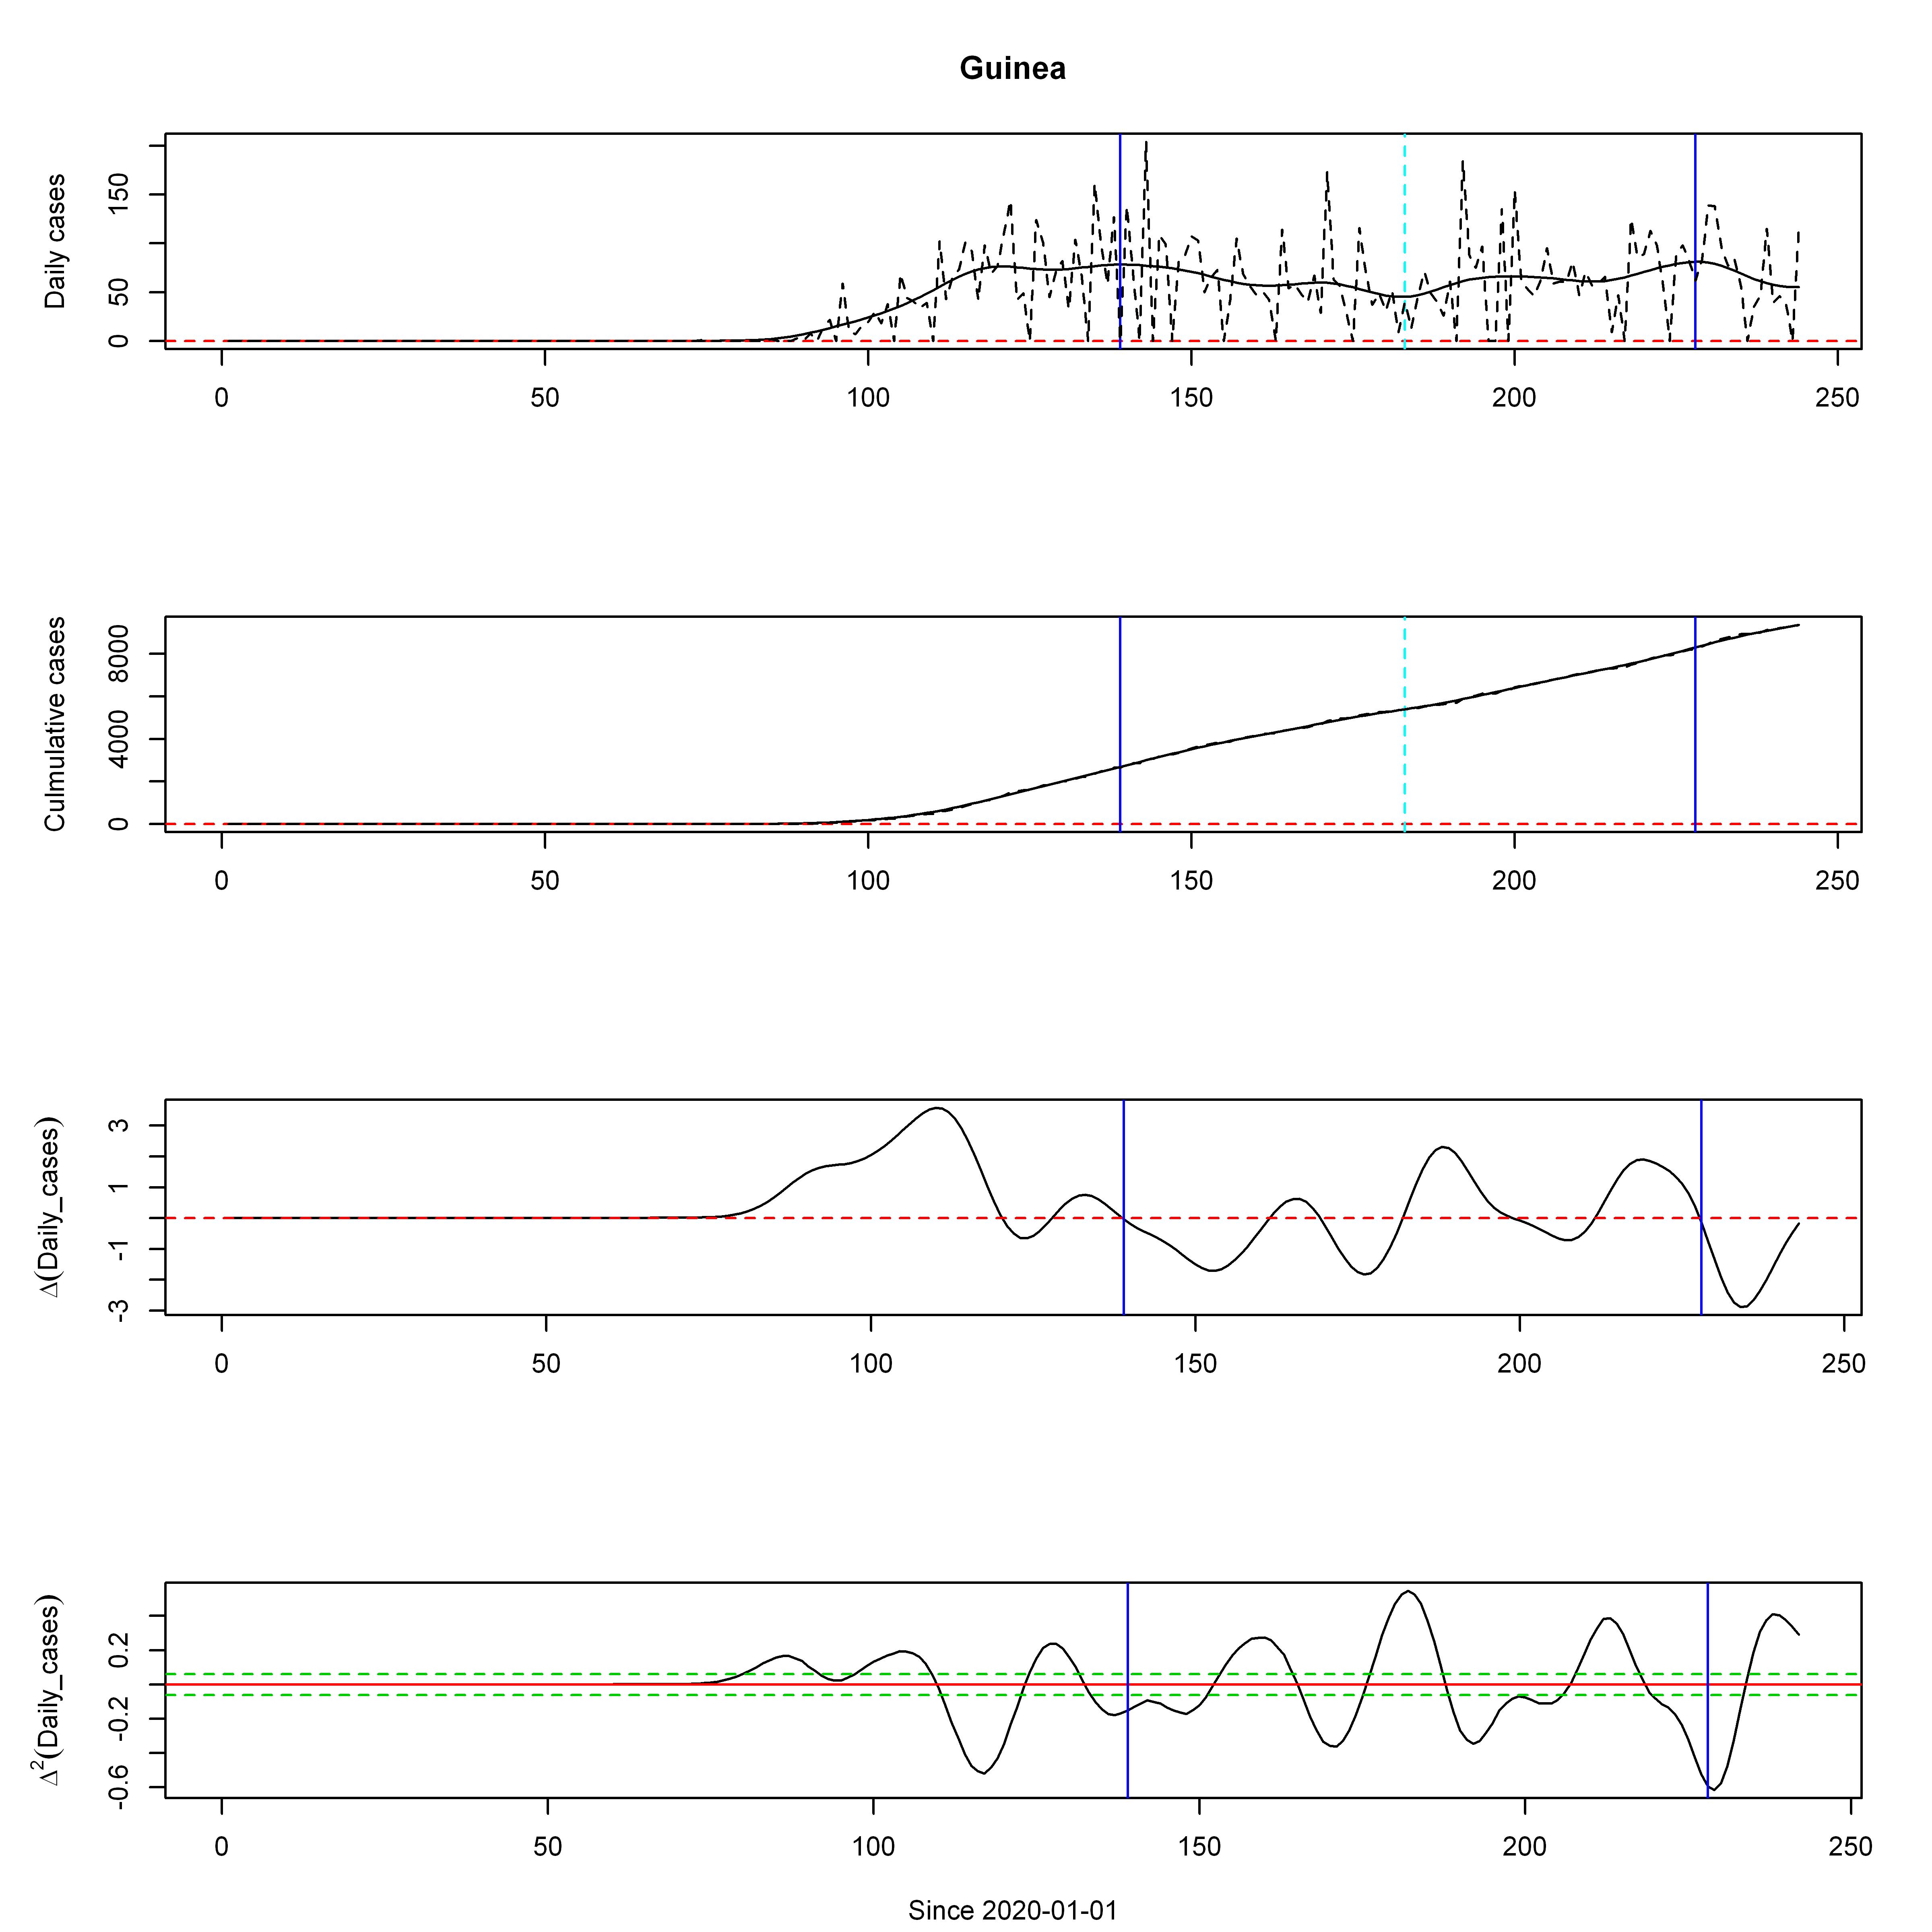 Guinea
Daily cases
0 50 150
0 50 100 150 200 250
Culmulative cases
0 4000 8000
0 50 100 150 200 250
Δ(Daily_cases)
-3 -1 1 3
0 50 100 150 200 250
Δ²(Daily_cases)
-0.6 -0.2 0.2
0 50 100 150 200 250
Since 2020-01-01